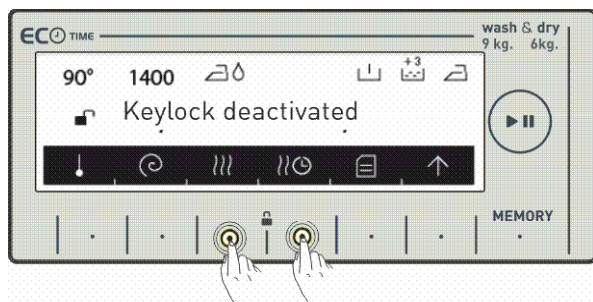 ECO TIME
wash & dry
9 kg. 6kg.
90° 1400
+3
Keylock deactivated
MEMORY